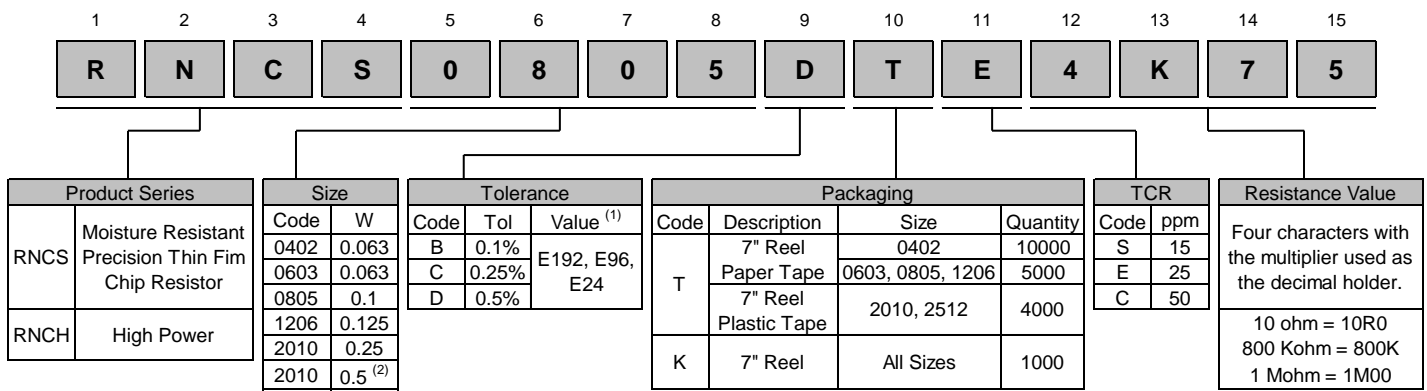 1 2 3 4 5 6 7 8 9 10 11 12 13 14 15
R N C S 0 8 0 5 D T E 4 K 7 5
Product Series
RNCS
Moisture Resistant
Precision Thin Fim
Chip Resistor
RNCH High Power
Size
Code W
0402 0.063
0603 0.063
0805 0.1
1206 0.125
2010 0.25
2010 0.5 (2)
Tolerance
Code Tol Value (1)
B 0.1%
C 0.25%
D 0.5%
E192, E96,
E24
Packaging
Code Description Size Quantity
T
7" Reel
Paper Tape
0402 10000
0603, 0805, 1206 5000
7" Reel
Plastic Tape
2010, 2512 4000
K 7" Reel All Sizes 1000
TCR
Code ppm
S 15
E 25
C 50
Resistance Value
Four characters with
the multiplier used as
the decimal holder.
10 ohm = 10R0
800 Kohm = 800K
1 Mohm = 1M00